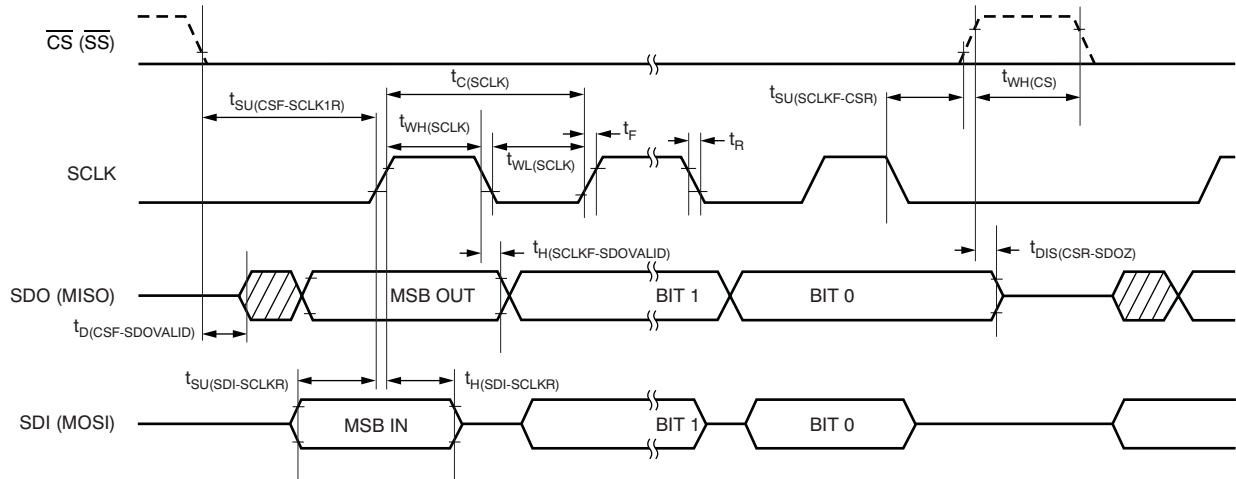 CS (SS)
tC(SCLK)
tSU(CSF-SCLK1R)
tSU(SCLKF-CSR)
tWH(CS)
tWH(SCLK)
tF
tR
tWL(SCLK)
SCLK
tH(SCLKF-SDOVALID)
tDIS(CSR-SDOZ)
SDO (MISO)
MSB OUT
BIT 1
BIT 0
tD(CSF-SDOVALID)
tSU(SDI-SCLKR)
tH(SDI-SCLKR)
SDI (MOSI)
MSB IN
BIT 1
BIT 0